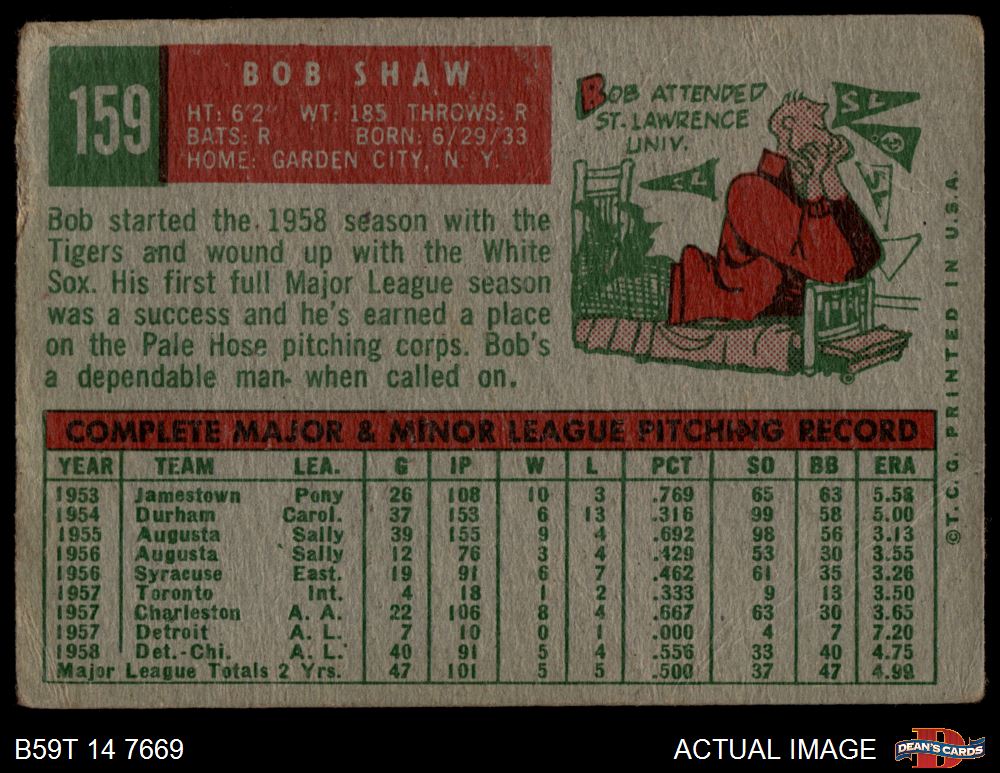 159
BOB SHAW
HT: 6'2" WT: 185 THROWS: R
BATS: R BORN: 6/29/33
HOME: GARDEN CITY, N. Y.
BOB ATTENDED
ST. LAWRENCE
UNIV.
SL
SL
SL
Bob started the 1958 season with the
Tigers and wound up with the White
Sox. His first full Major League season
was a success and he's earned a place
on the Pale Hose pitching corps. Bob's
a dependable man when called on.
COMPLETE MAJOR & MINOR LEAGUE PITCHING RECORD
YEAR TEAM LEA. G IP W L PCT SO BB ERA
1953 Jamestown Pony 26 108 10 3 .769 65 63 5.58
1954 Durham Carol. 37 153 6 13 .316 99 58 5.00
1955 Augusta Sally 39 155 9 4 .692 98 56 3.13
1956 Augusta Sally 12 76 3 4 .429 53 30 3.55
1956 Syracuse East. 19 91 6 7 .462 61 35 3.26
1957 Toronto Int. 4 18 1 2 .333 9 13 3.50
1957 Charleston A. A. 22 106 8 4 .667 63 30 3.65
1957 Detroit A. L. 7 10 0 1 .000 4 7 7.20
1958 Det.-Chi. A. L. 40 91 5 4 .556 33 40 4.75
Major League Totals 2 Yrs. 47 101 5 5 .500 37 47 4.99
©T. C. G. PRINTED IN U.S.A.
B59T 14 7669
ACTUAL IMAGE
D
DEAN'S CARDS